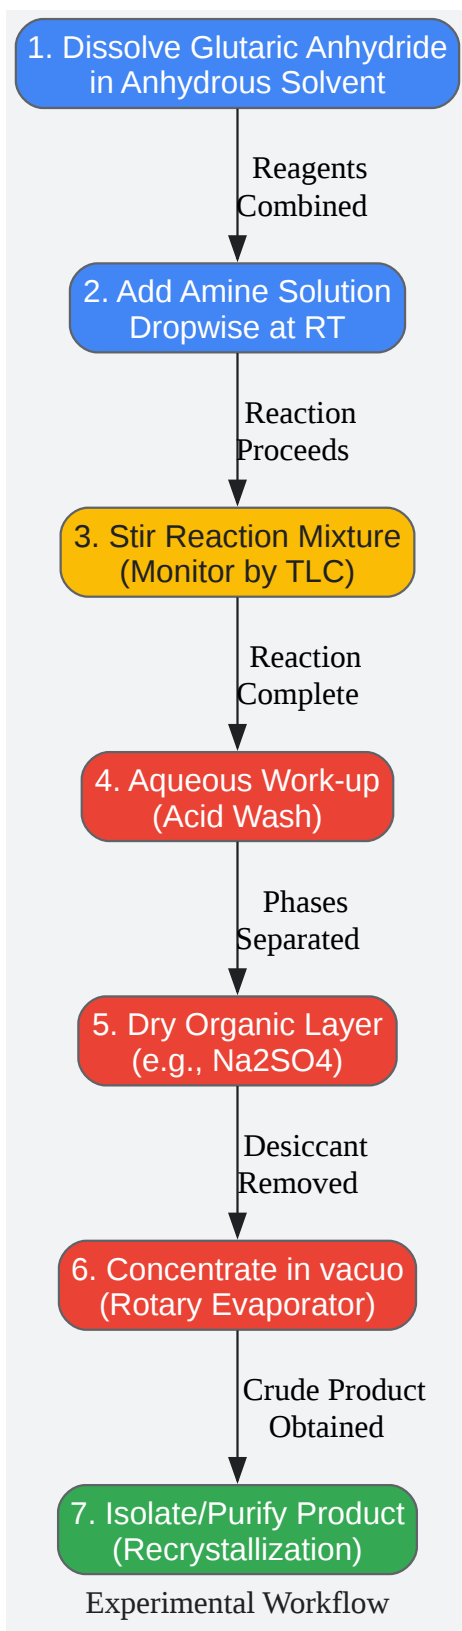 1. Dissolve Glutaric Anhydride
in Anhydrous Solvent
Reagents
Combined
2. Add Amine Solution
Dropwise at RT
Reaction
Proceeds
3. Stir Reaction Mixture
(Monitor by TLC)
Reaction
Complete
4. Aqueous Work-up
(Acid Wash)
Phases
Separated
5. Dry Organic Layer
(e.g., Na2SO4)
Desiccant
Removed
6. Concentrate in vacuo
(Rotary Evaporator)
Crude Product
Obtained
7. Isolate/Purify Product
(Recrystallization)
Experimental Workflow